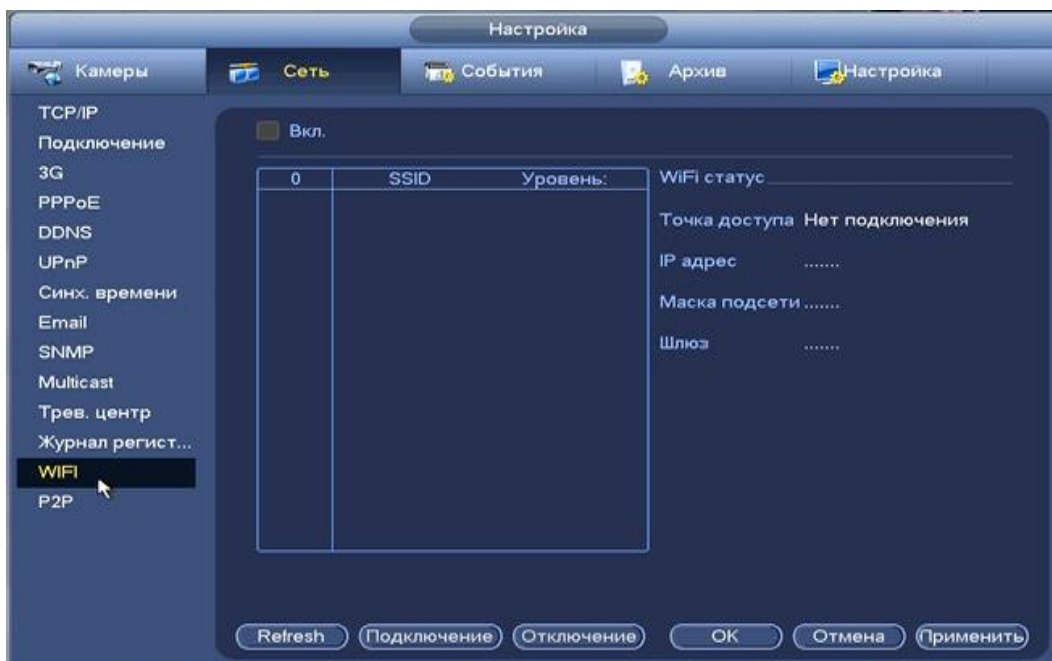 Настройка
Камеры
Сеть
События
Архив
Настройка
TCP/IP
Подключение
3G
PPPoE
DDNS
UPnP
Синх. времени
Email
SNMP
Multicast
Трев. центр
Журнал регист...
WIFI
P2P
Вкл.
0 SSID Уровень:
WiFi статус
Точка доступа Нет подключения
IP адрес .......
Маска подсети .......
Шлюз .......
Refresh Подключение Отключение OK Отмена Применить